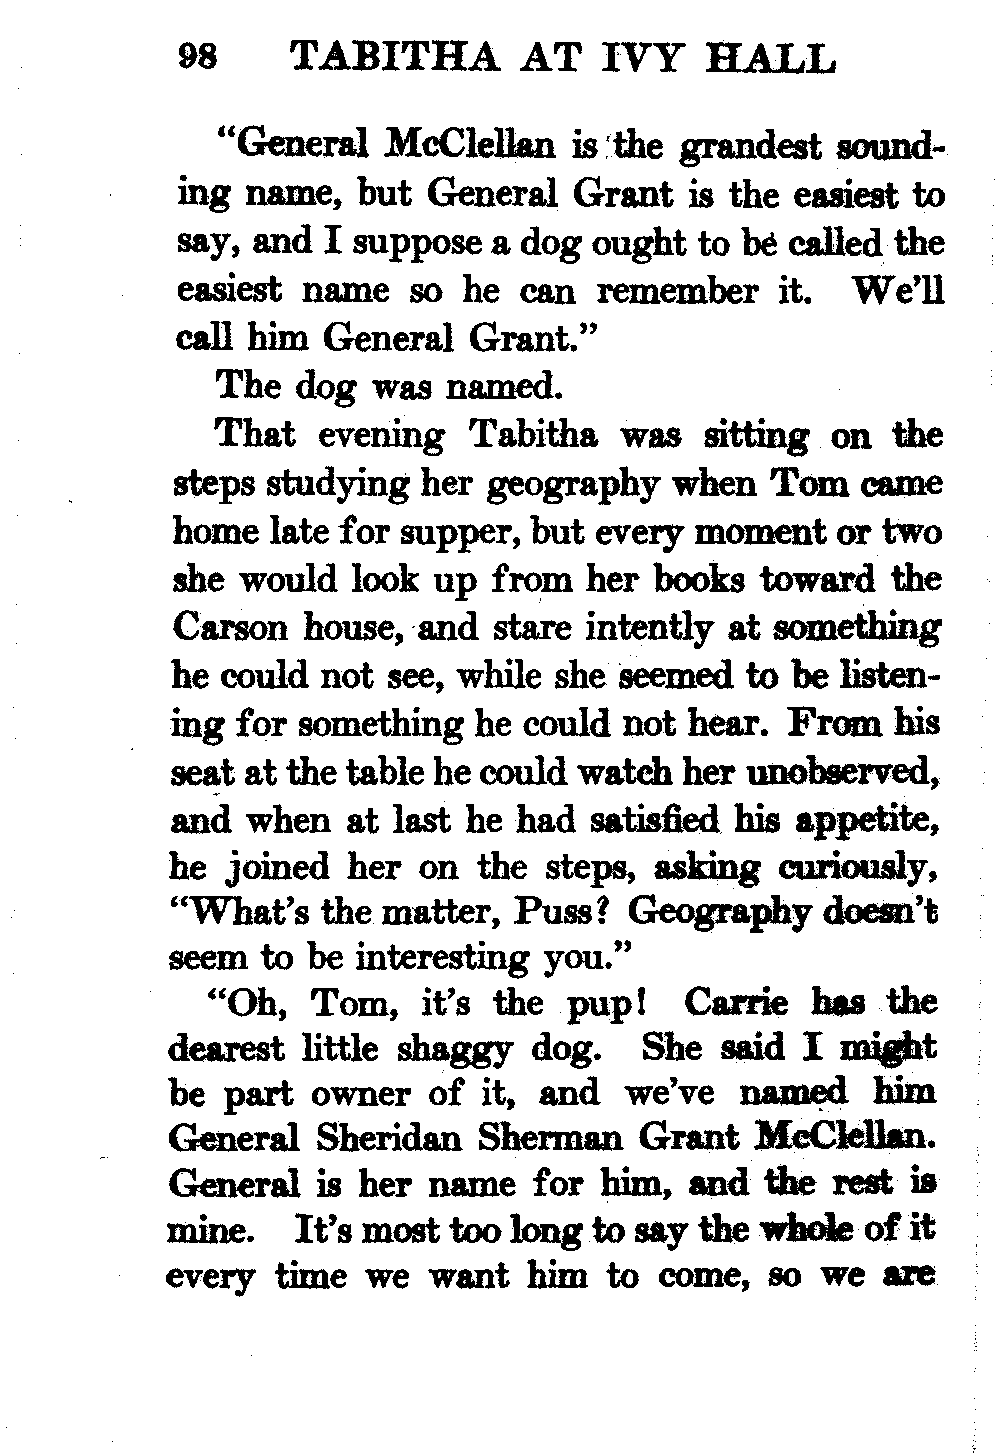 98 TABITHA AT IVY HALL
“General McClellan is the grandest sound-
ing name, but General Grant is the easiest to
say, and I suppose a dog ought to be called the
easiest name so he can remember it. We’ll
call him General Grant.”
The dog was named.
That evening Tabitha was sitting on the
steps studying her geography when Tom came
home late for supper, but every moment or two
she would look up from her books toward the
Carson house, and stare intently at something
he could not see, while she seemed to be listen-
ing for something he could not hear. From his
seat at the table he could watch her unobserved,
and when at last he had satisfied his appetite,
he joined her on the steps, asking curiously,
“What’s the matter, Puss? Geography doesn’t
seem to be interesting you.”
“Oh, Tom, it’s the pup! Carrie has the
dearest little shaggy dog. She said I might
be part owner of it, and we’ve named him
General Sheridan Sherman Grant McClellan.
General is her name for him, and the rest is
mine. It’s most too long to say the whole of it
every time we want him to come, so we are